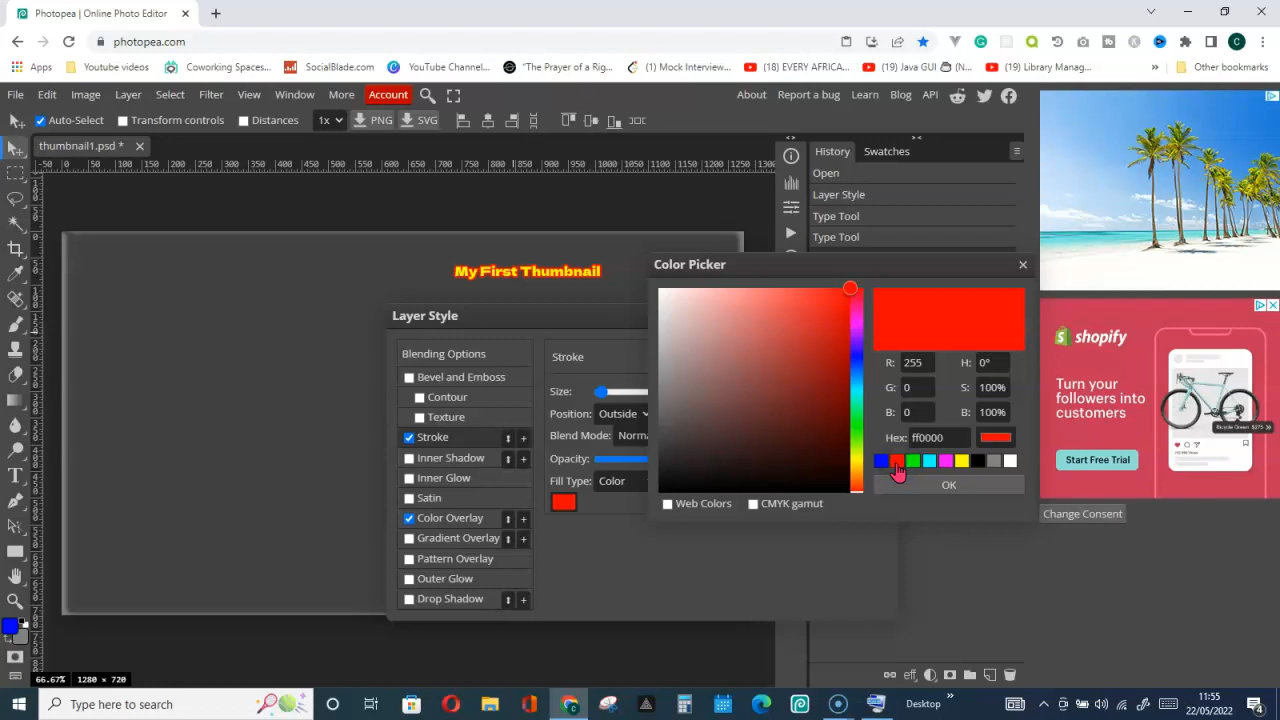 Photopea | Online Photo Editor
photopea.com
Apps
Youtube videos
Coworking Spaces...
SocialBlade.com
YouTube Channel...
"The Prayer of a Rig...
(1) Mock Interview...
(18) EVERY AFRICA...
(19) Java GUI
(N...
(19) Library Manag...
Other bookmarks
File Edit Image Layer Select Filter View Window More Account
About Report a bug Learn Blog API
Auto-Select Transform controls Distances 1x PNG SVG
thumbnail1.psd *
History Swatches
Open
Layer Style
Type Tool
Type Tool
My First Thumbnail
Color Picker
R: 255 H: 0°
G: 0 S: 100%
B: 0 B: 100%
Hex: ff0000
OK
Web Colors CMYK gamut
Layer Style
Blending Options
Bevel and Emboss
Contour
Texture
Stroke
Inner Shadow
Inner Glow
Satin
Color Overlay
Gradient Overlay
Pattern Overlay
Outer Glow
Drop Shadow
Stroke
Size:
Position: Outside
Blend Mode: Norma
Opacity:
Fill Type: Color
shopify
Turn your
followers into
customers
Start Free Trial
Bicycle Green $275
Change Consent
66.67% 1280 × 720
Type here to search
Desktop
11:55
22/05/2022